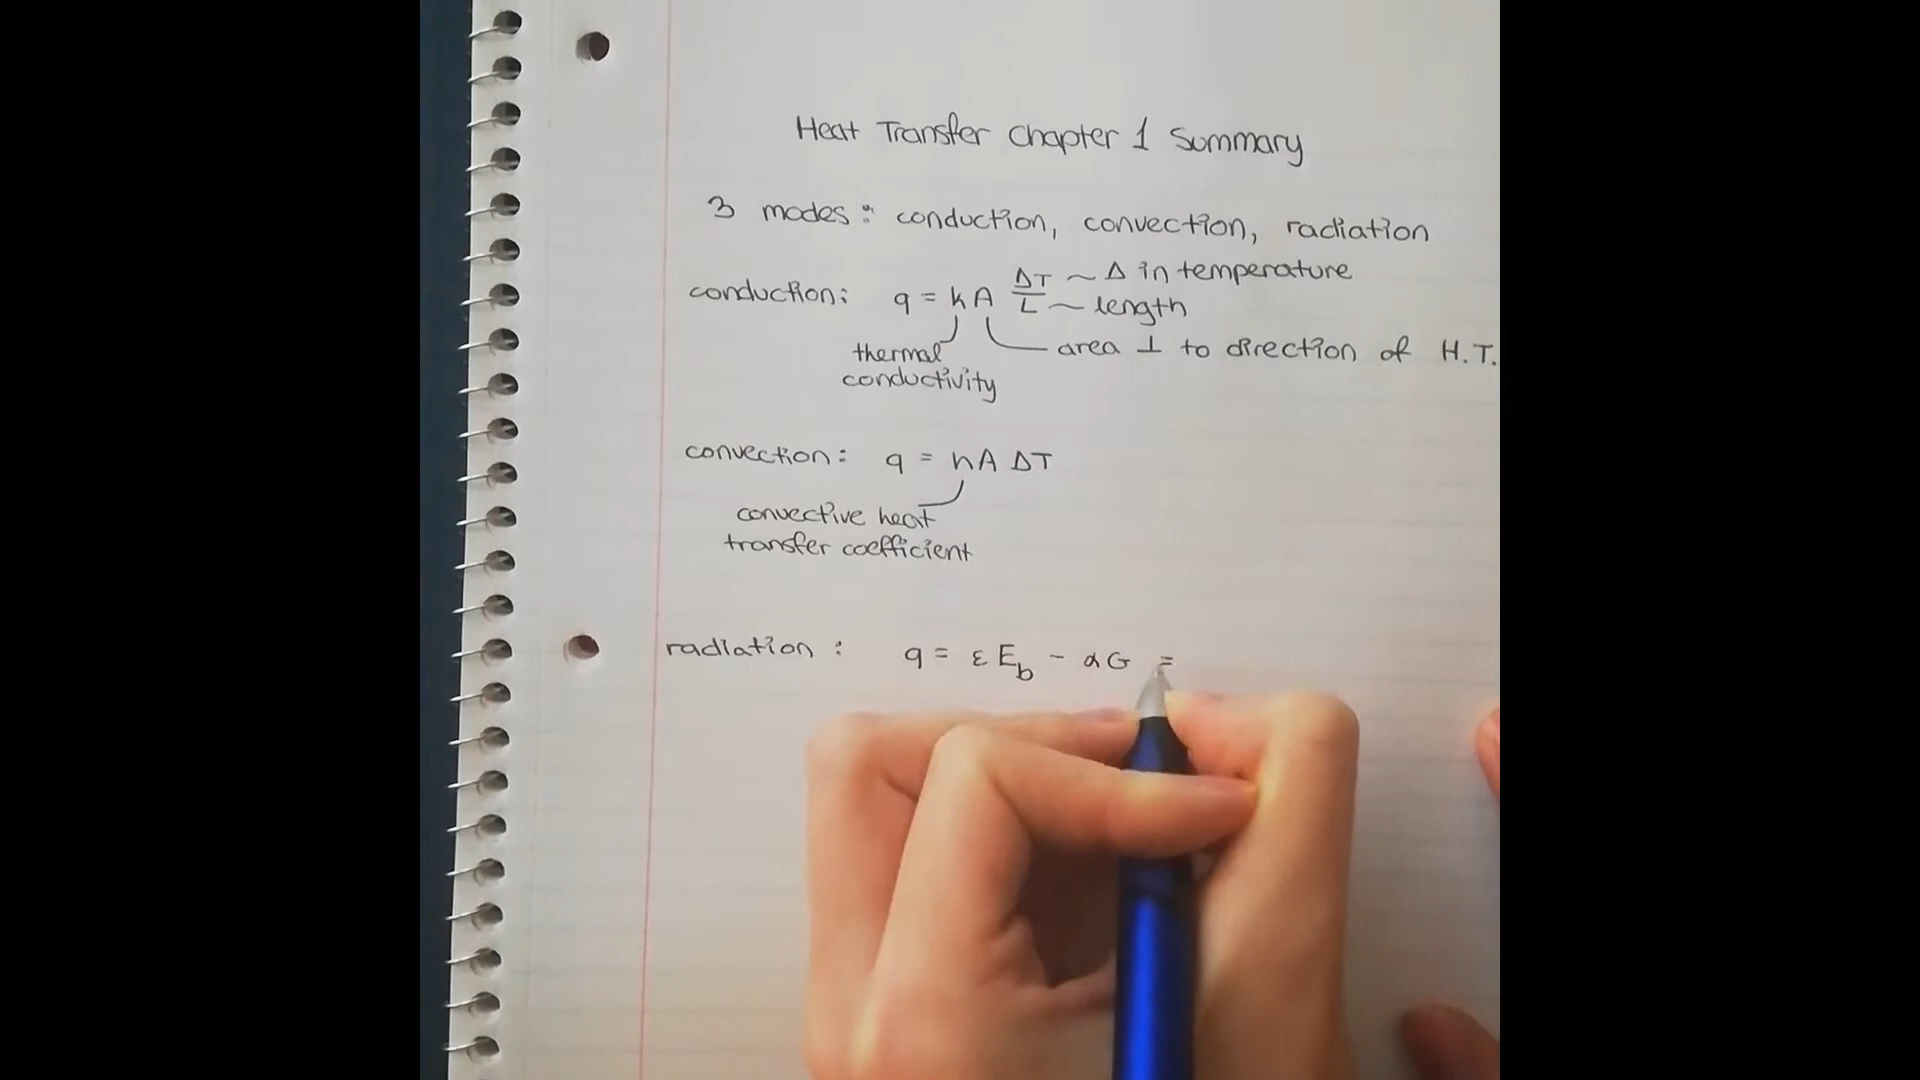 Heat Transfer Chapter 1 Summary
3 modes: conduction, convection, radiation
conduction: q = kA ΔT/L ~ Δ in temperature
~ length
thermal conductivity
area ⊥ to direction of H.T.
convection: q = hA ΔT
convective heat
transfer coefficient
radiation: q = εE_b - αG =